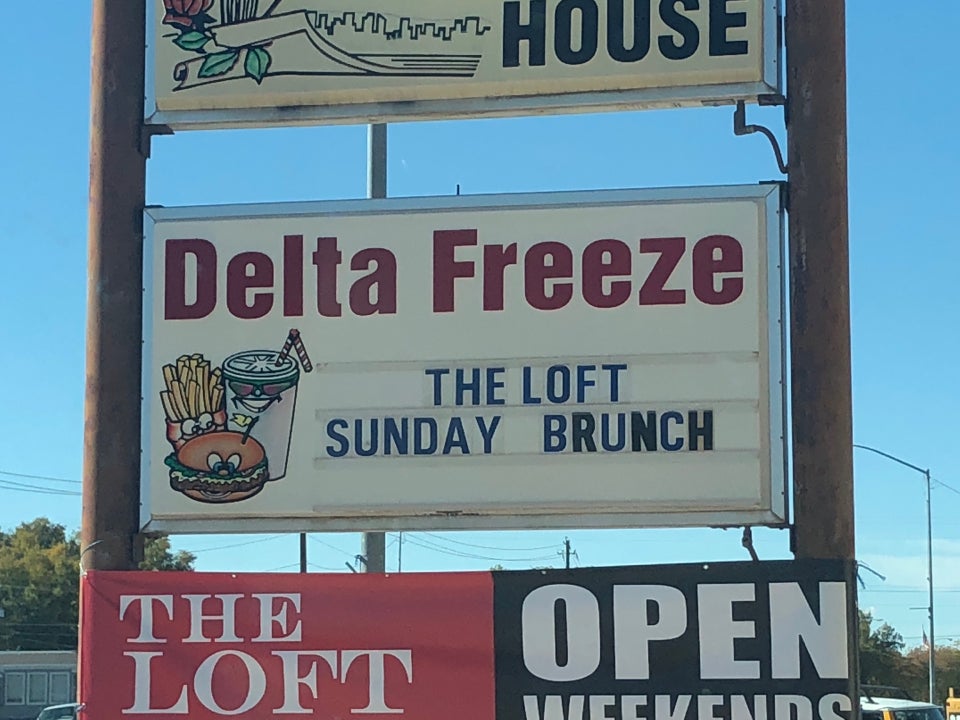 HOUSE
Delta Freeze
THE LOFT
SUNDAY BRUNCH
THE
LOFT
OPEN
WEEKENDS